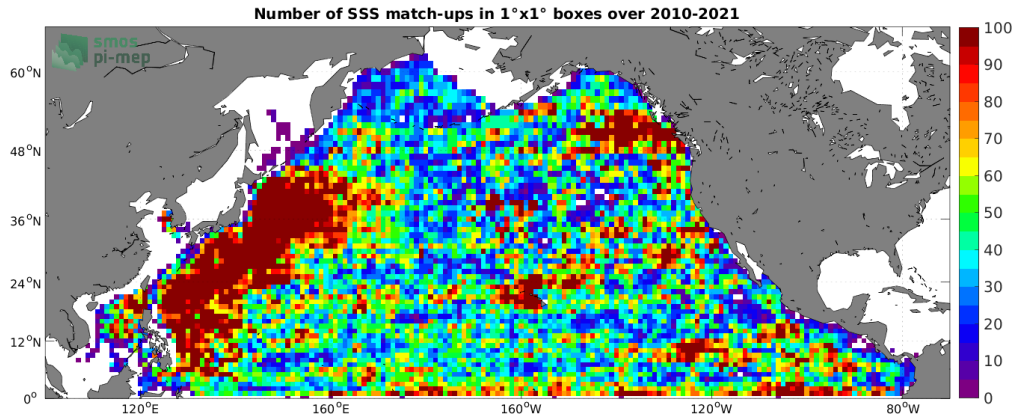 Number of SSS match-ups in 1°x1° boxes over 2010-2021
smos
pi-mep
60°N
48°N
36°N
24°N
12°N
0°
120°E
160°E
160°W
120°W
80°W
100
90
80
70
60
50
40
30
20
10
0